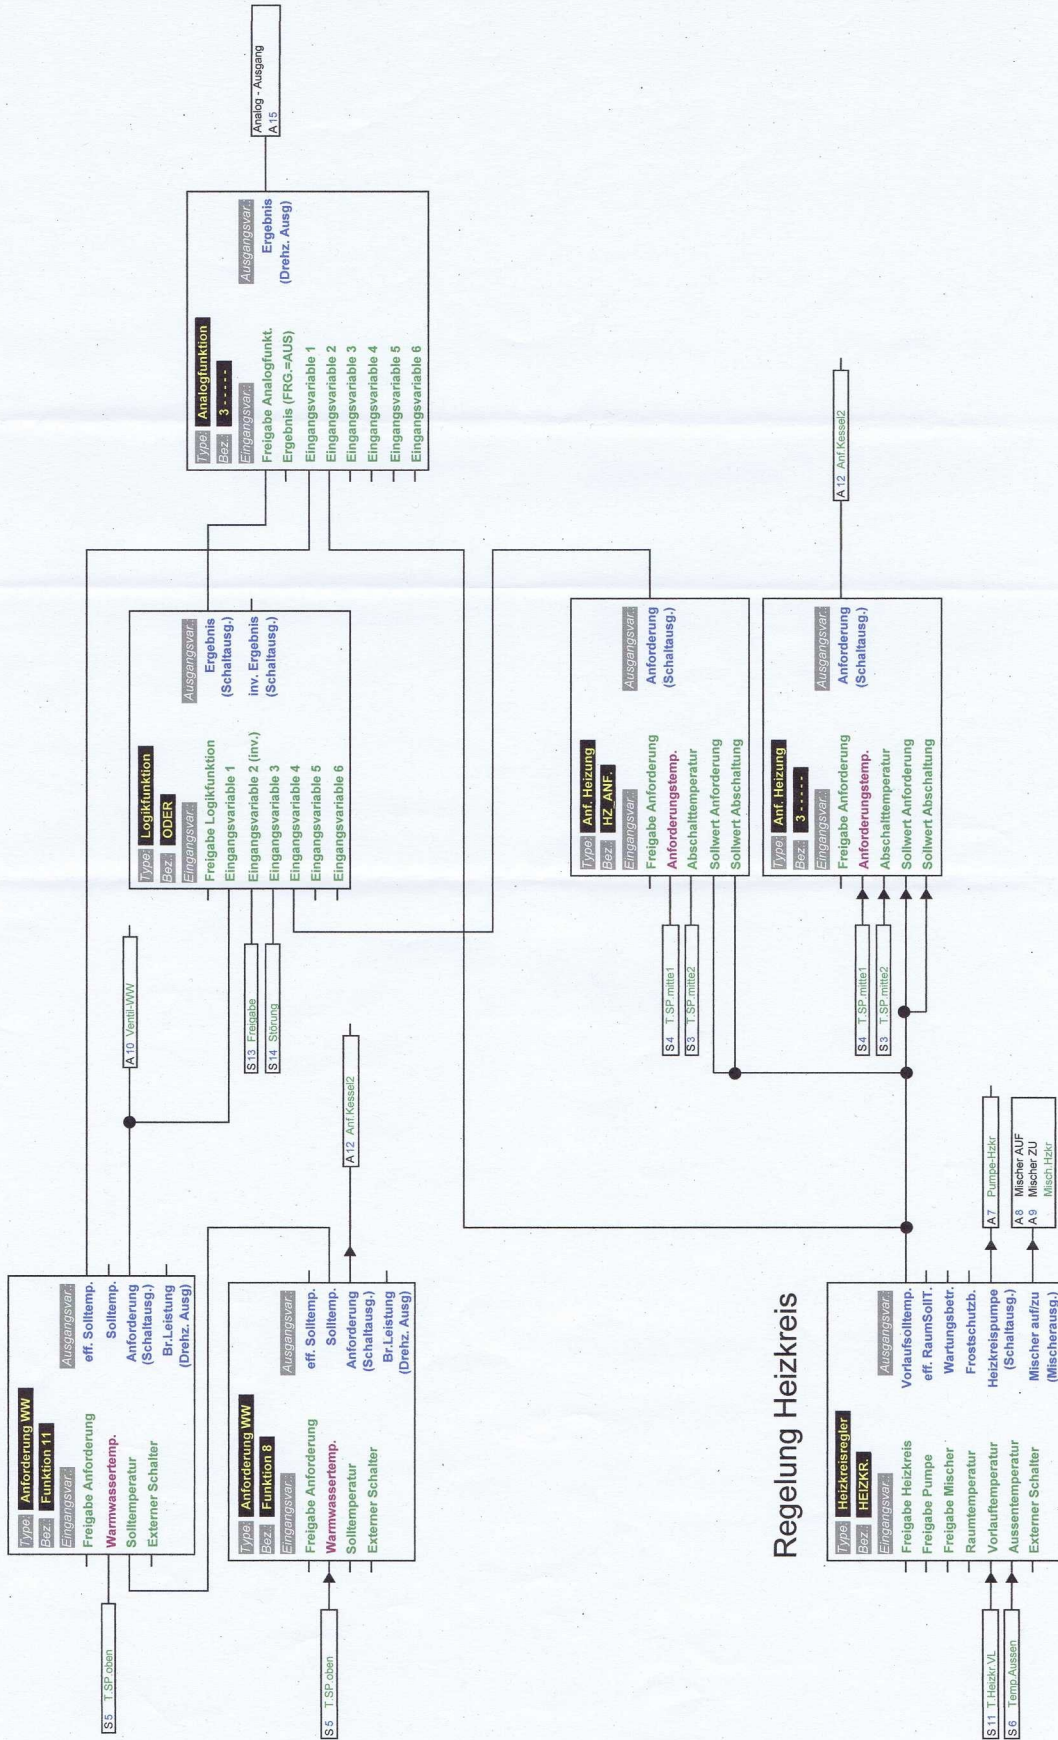 Type: Anforderung WW
Bez.: Funktion 11
Eingangsvar.:
Ausgangsvar.:
Freigabe Anforderung
Warmwassertemp.
Solltemperatur
Externer Schalter
eff. Solltemp.
Solltemp.
Anforderung
(Schaltausg.)
Br.Leistung
(Drehz. Ausg)
S5 T.SP.oben
A10 Ventil-WW
Type: Anforderung WW
Bez.: Funktion 8
Eingangsvar.:
Ausgangsvar.:
Freigabe Anforderung
Warmwassertemp.
Solltemperatur
Externer Schalter
eff. Solltemp.
Solltemp.
Anforderung
(Schaltausg.)
Br.Leistung
(Drehz. Ausg)
S5 T.SP.oben
A12 Anf.Kessel2
S13 Freigabe
S14 Störung
Type: Logikfunktion
Bez.: ODER
Eingangsvar.:
Ausgangsvar.:
Freigabe Logikfunktion
Eingangsvariable 1
Eingangsvariable 2 (inv.)
Eingangsvariable 3
Eingangsvariable 4
Eingangsvariable 5
Eingangsvariable 6
Ergebnis
(Schaltausg.)
inv. Ergebnis
(Schaltausg.)
Type: Analogfunktion
Bez.: 3 - - - - -
Eingangsvar.:
Ausgangsvar.:
Freigabe Analogfunkt.
Ergebnis (FRG.=AUS)
Eingangsvariable 1
Eingangsvariable 2
Eingangsvariable 3
Eingangsvariable 4
Eingangsvariable 5
Eingangsvariable 6
Ergebnis
(Drehz. Ausg)
Analog - Ausgang
A15
Type: Anf. Heizung
Bez.: HZ_ANF.
Eingangsvar.:
Ausgangsvar.:
Freigabe Anforderung
Anforderungstemp.
Abschalttemperatur
Sollwert Anforderung
Sollwert Abschaltung
Anforderung
(Schaltausg.)
S4 T.SP.mitte1
S3 T.SP.mitte2
Type: Anf. Heizung
Bez.: 3 - - - - -
Eingangsvar.:
Ausgangsvar.:
Freigabe Anforderung
Anforderungstemp.
Abschalttemperatur
Sollwert Anforderung
Sollwert Abschaltung
Anforderung
(Schaltausg.)
S4 T.SP.mitte1
S3 T.SP.mitte2
A12 Anf.Kessel2
Regelung Heizkreis
Type: Heizkreisregler
Bez.: HEIZKR.
Eingangsvar.:
Ausgangsvar.:
Freigabe Heizkreis
Freigabe Pumpe
Freigabe Mischer
Raumtemperatur
Vorlauftemperatur
Aussentemperatur
Externer Schalter
Vorlaufsolltemp.
eff. RaumSollT.
Wartungsbetr.
Frostschutzb.
Heizkreispumpe
(Schaltausg.)
Mischer auf/zu
(Mischerausg.)
S11 T.Heizkr.VL
S6 Temp.Aussen
A7 Pumpe-Hzkr
A8 Mischer AUF
A9 Mischer ZU
Misch.Hzkr